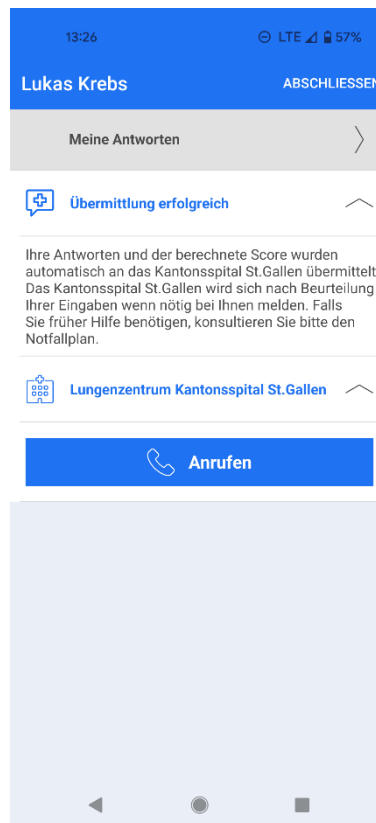 13:26
LTE 57%
Lukas Krebs
ABSCHLIESSEN
Meine Antworten
Übermittlung erfolgreich
Ihre Antworten und der berechnete Score wurden
automatisch an das Kantonsspital St.Gallen übermittelt
Das Kantonsspital St.Gallen wird sich nach Beurteilung
Ihrer Eingaben wenn nötig bei Ihnen melden. Falls
Sie früher Hilfe benötigen, konsultieren Sie bitte den
Notfallplan.
Lungenzentrum Kantonsspital St.Gallen
Anrufen